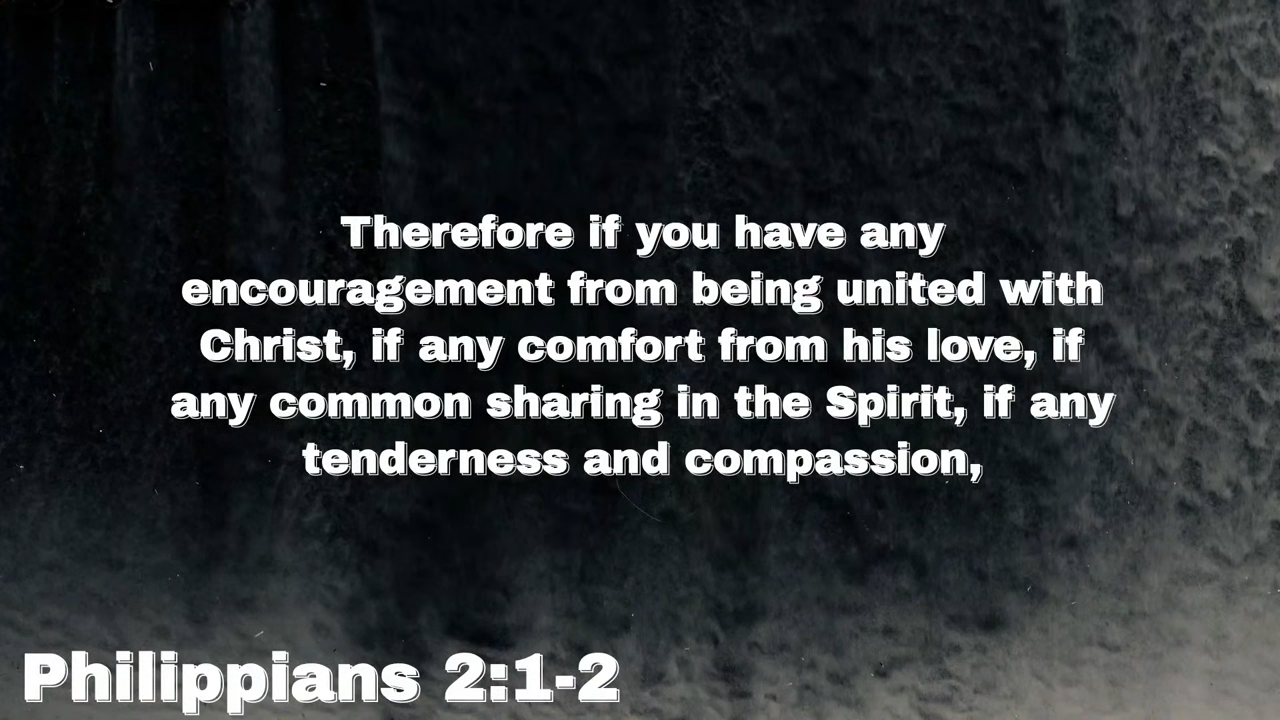 Therefore if you have any
encouragement from being united with
Christ, if any comfort from his love, if
any common sharing in the Spirit, if any
tenderness and compassion,
Philippians 2:1-2